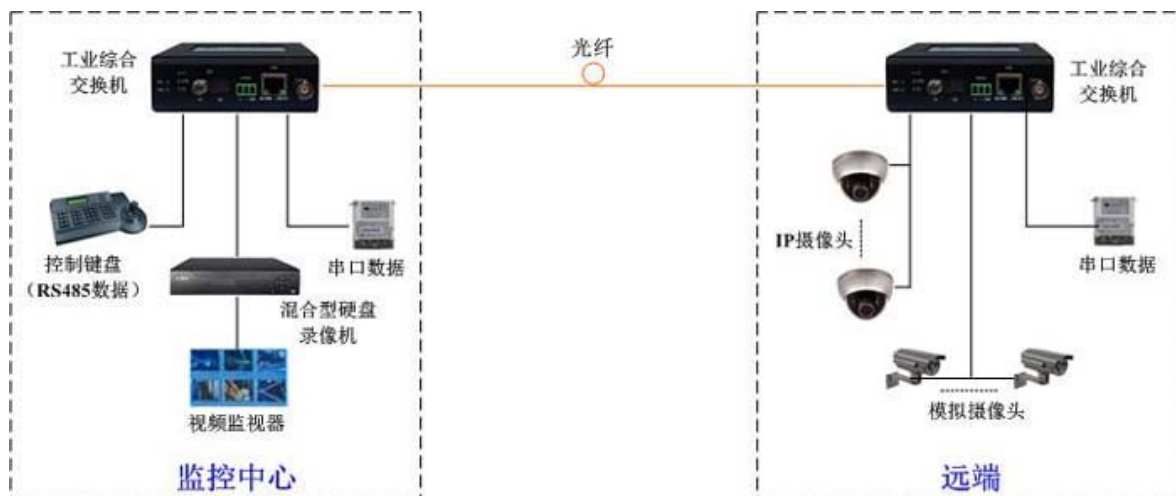 工业综合
交换机
光纤
工业综合
交换机
控制键盘
（RS485数据）
串口数据
混合型硬盘
录像机
视频监视器
监控中心
IP摄像头
串口数据
模拟摄像头
远端